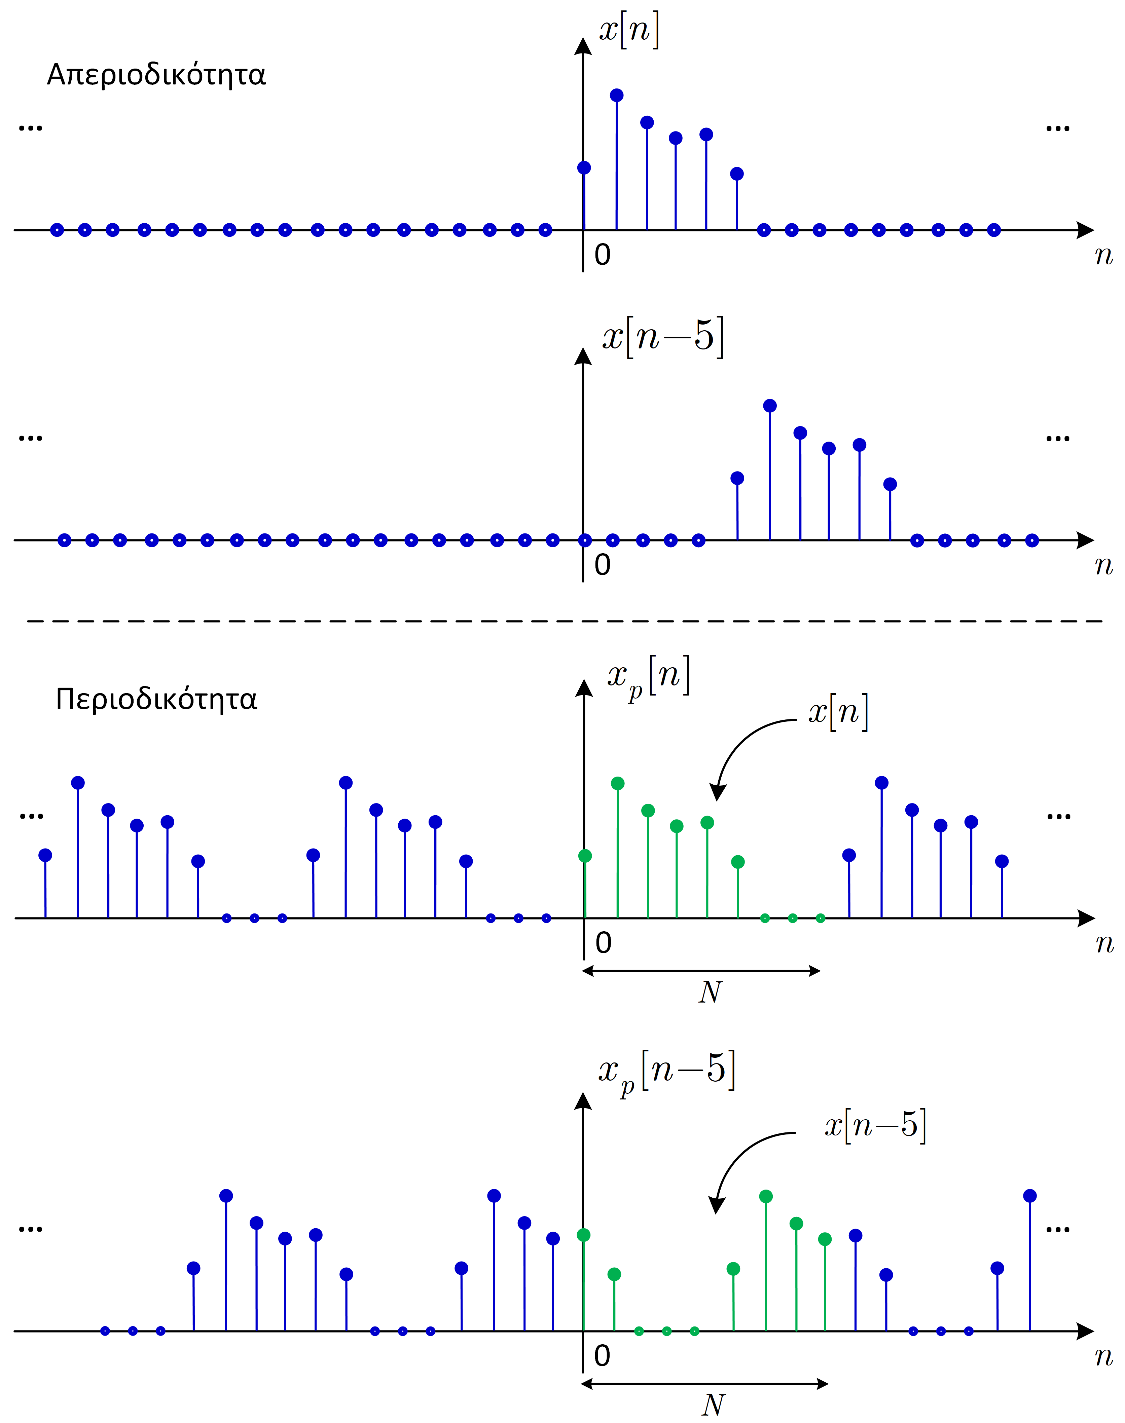 x[n]
Απεριοδικότητα
...
...
0
n
x[n−5]
...
...
0
n
x_p[n]
Περιοδικότητα
x[n]
...
...
0
n
N
x_p[n−5]
x[n−5]
...
...
0
n
N